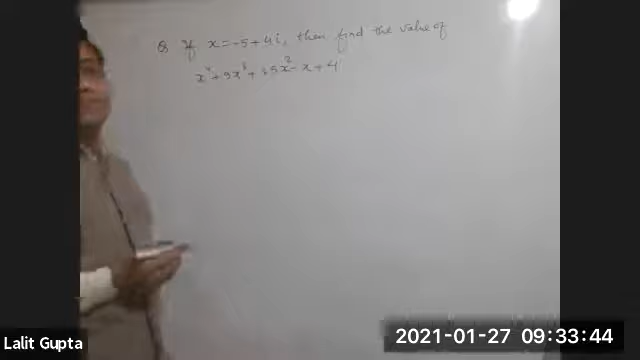 Q If x = -5 + 4i, then find the value of
x⁴ + 9x³ + 35x² - x + 4
Lalit Gupta
2021-01-27 09:33:44